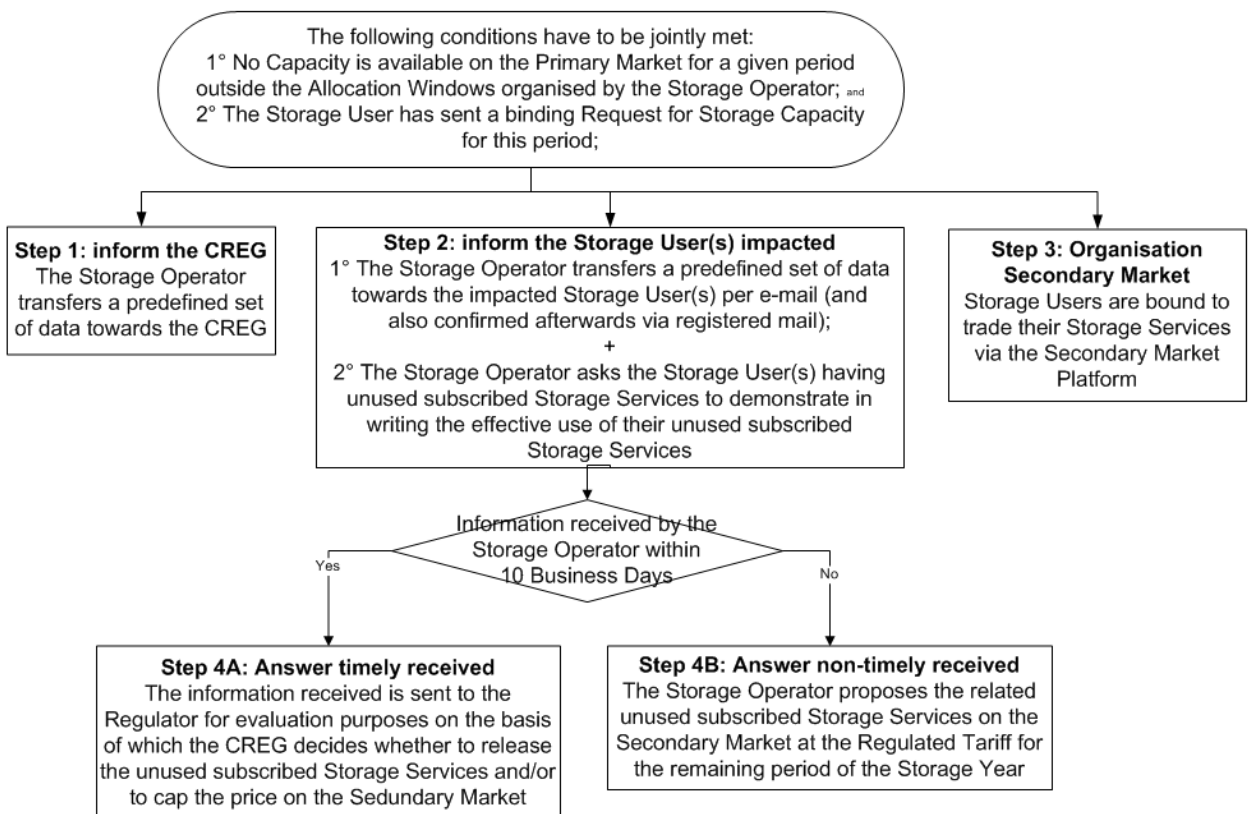 The following conditions have to be jointly met:
1° No Capacity is available on the Primary Market for a given period
outside the Allocation Windows organised by the Storage Operator; and
2° The Storage User has sent a binding Request for Storage Capacity
for this period;
Step 1: inform the CREG
The Storage Operator
transfers a predefined set
of data towards the CREG
Step 2: inform the Storage User(s) impacted
1° The Storage Operator transfers a predefined set of data
towards the impacted Storage User(s) per e-mail (and
also confirmed afterwards via registered mail);
+
2° The Storage Operator asks the Storage User(s) having
unused subscribed Storage Services to demonstrate in
writing the effective use of their unused subscribed
Storage Services
Step 3: Organisation
Secondary Market
Storage Users are bound to
trade their Storage Services
via the Secondary Market
Platform
Information received by the
Storage Operator within
10 Business Days
Yes
No
Step 4A: Answer timely received
The information received is sent to the
Regulator for evaluation purposes on the basis
of which the CREG decides whether to release
the unused subscribed Storage Services and/or
to cap the price on the Sedundary Market
Step 4B: Answer non-timely received
The Storage Operator proposes the related
unused subscribed Storage Services on the
Secondary Market at the Regulated Tariff for
the remaining period of the Storage Year